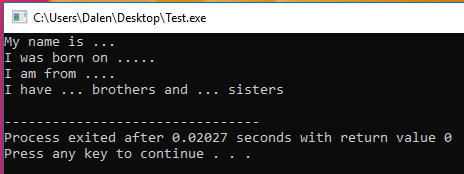 C:\Users\Dalen\Desktop\Test.exe
My name is ...
I was born on .....
I am from ....
I have ... brothers and ... sisters
--------------------------------
Process exited after 0.02027 seconds with return value 0
Press any key to continue . . .